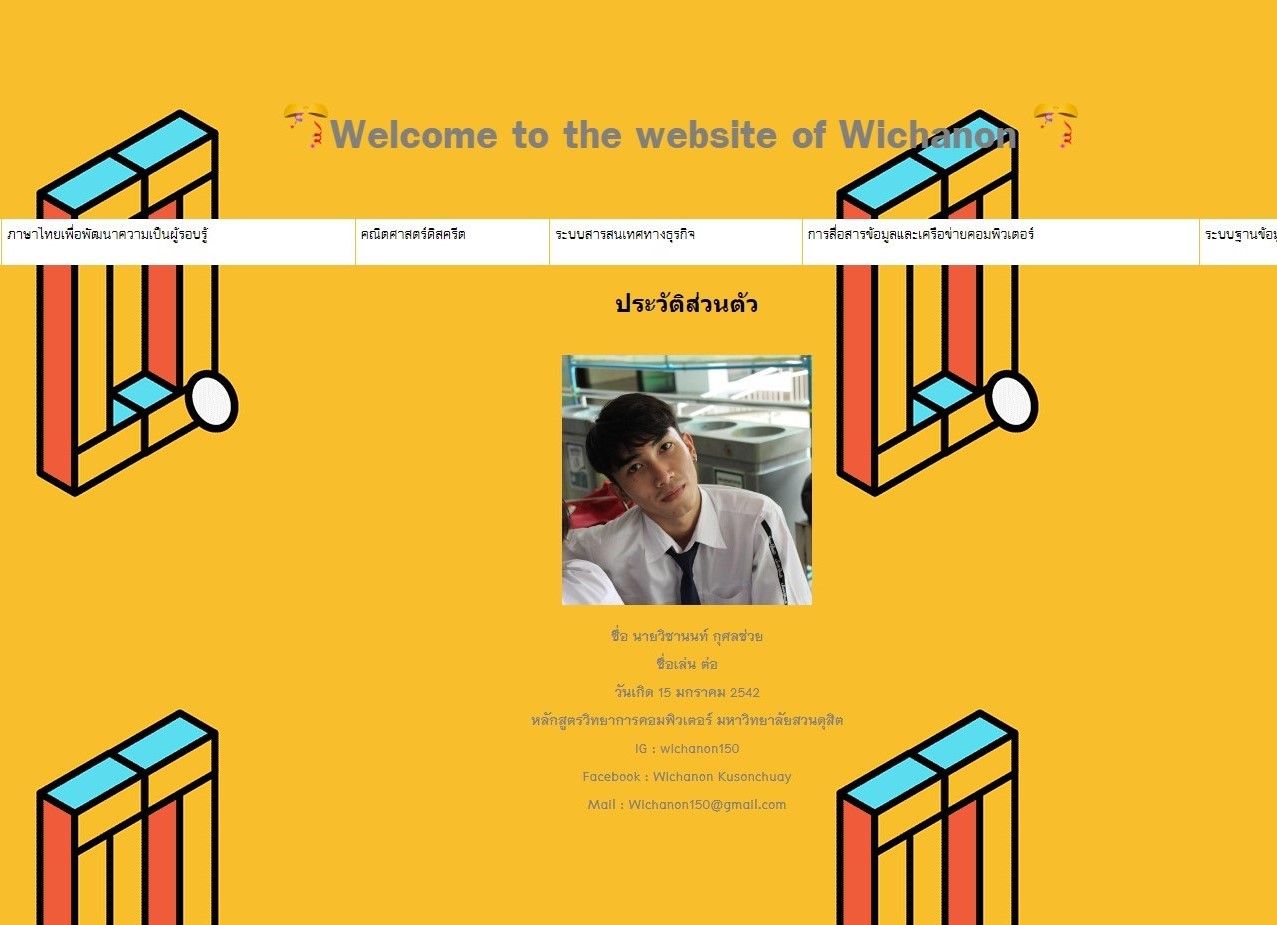 Welcome to the website of Wichanon
ภาษาไทยเพื่อพัฒนาความเป็นผู้รอบรู้
คณิตศาสตร์ดิสครีต
ระบบสารสนเทศทางธุรกิจ
การสื่อสารข้อมูลและเครือข่ายคอมพิวเตอร์
ระบบฐานข้อมู
ประวัติส่วนตัว
ชื่อ นายวิชานนท์ กุศลช่วย
ชื่อเล่น ต่อ
วันเกิด 15 มกราคม 2542
หลักสูตรวิทยาการคอมพิวเตอร์ มหาวิทยาลัยสวนดุสิต
IG : wichanon150
Facebook : Wichanon Kusonchuay
Mail : Wichanon150@gmail.com